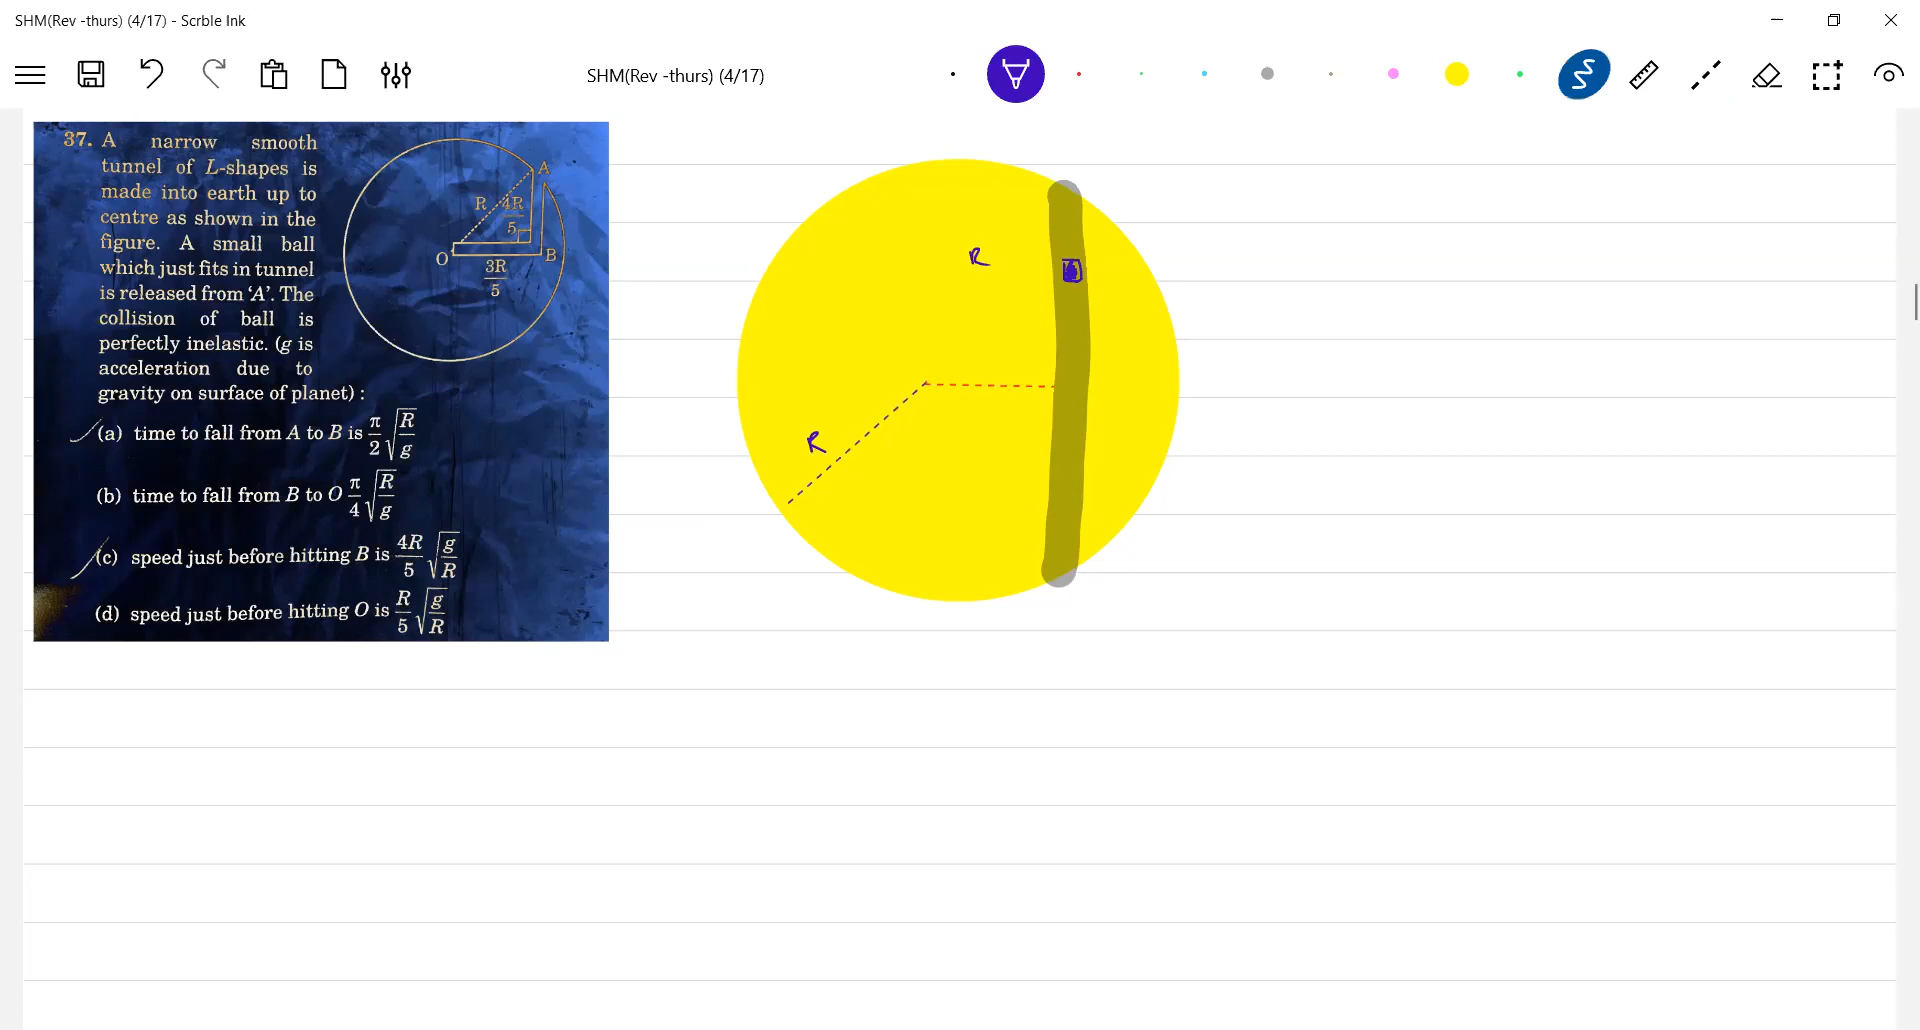 SHM(Rev -thurs) (4/17) - Scrble Ink
SHM(Rev -thurs) (4/17)
37. A narrow smooth
tunnel of L-shapes is
made into earth up to
centre as shown in the
figure. A small ball
which just fits in tunnel
is released from ‘A’. The
collision of ball is
perfectly inelastic. (g is
acceleration due to
gravity on surface of planet) :
(a) time to fall from A to B is π/2 √(R/g)
(b) time to fall from B to O π/4 √(R/g)
(c) speed just before hitting B is 4R/5 √(g/R)
(d) speed just before hitting O is R/5 √(g/R)
A
R
4R/5
O
B
3R/5
R
R